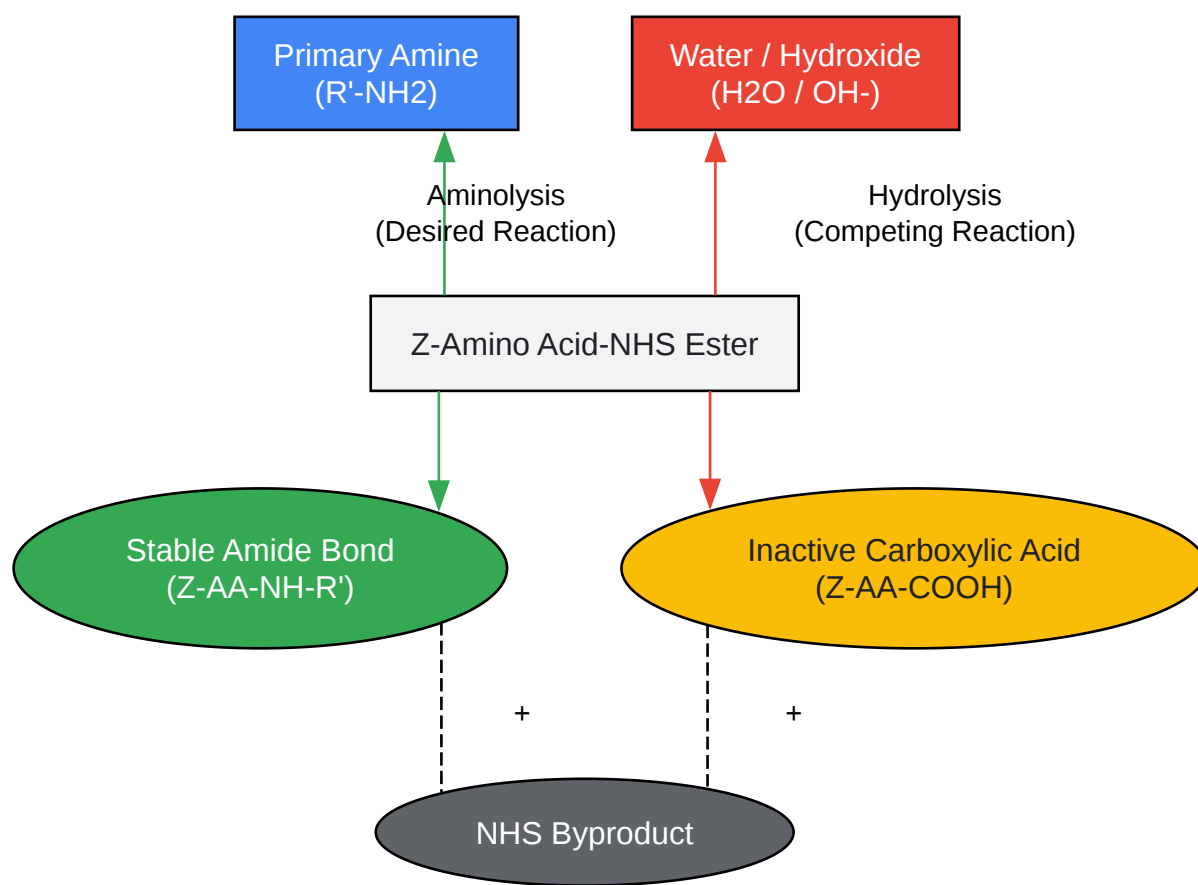 Primary Amine
(R'-NH2)
Water / Hydroxide
(H2O / OH-)
Aminolysis
(Desired Reaction)
Hydrolysis
(Competing Reaction)
Z-Amino Acid-NHS Ester
Stable Amide Bond
(Z-AA-NH-R')
Inactive Carboxylic Acid
(Z-AA-COOH)
+
+
NHS Byproduct